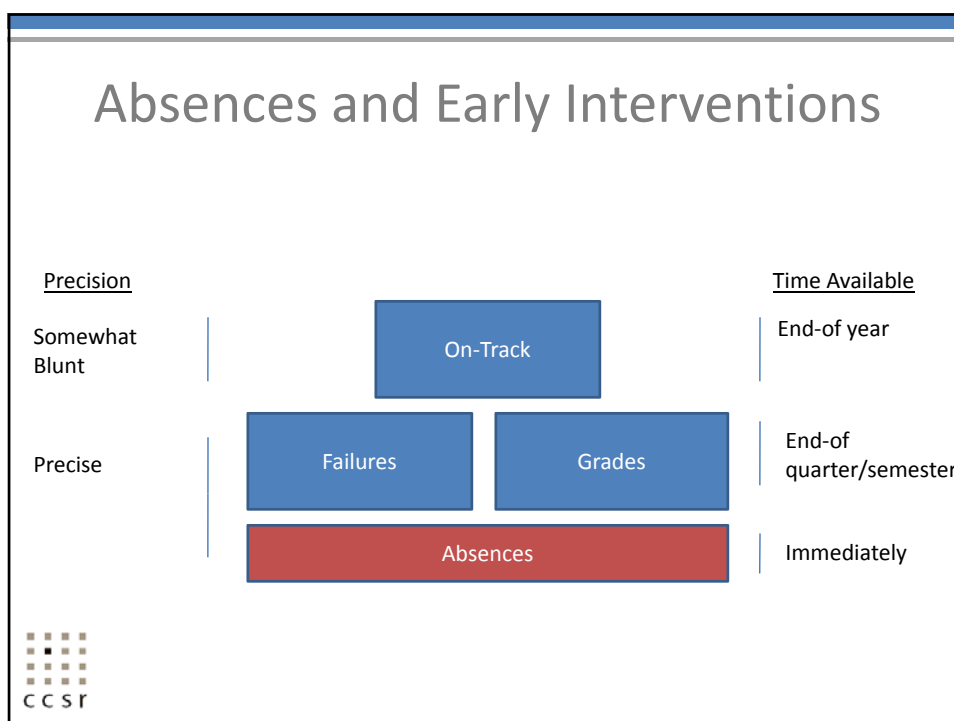 Absences and Early Interventions
Precision
Time Available
Somewhat
Blunt
On-Track
End-of year
Precise
Failures
Grades
End-of
quarter/semester
Absences
Immediately
ccsr